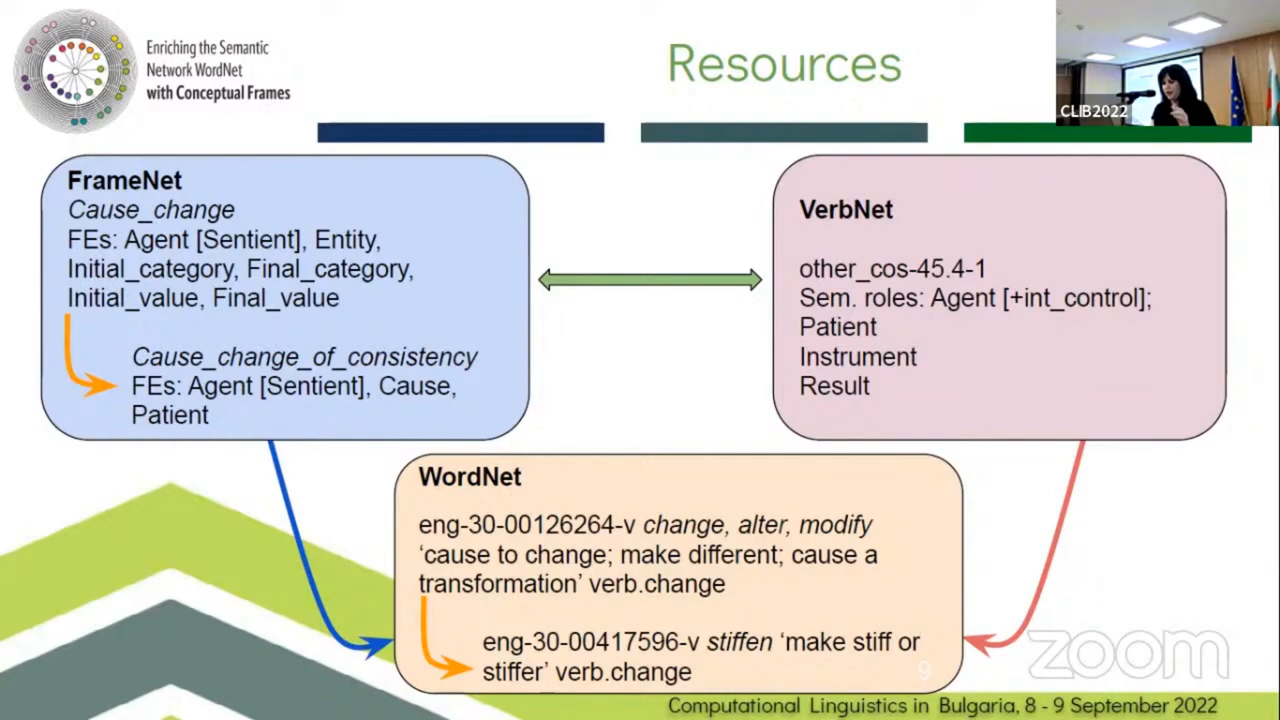 Enriching the Semantic
Network WordNet
with Conceptual Frames
Resources
CLIB2022
FrameNet
Cause_change
FEs: Agent [Sentient], Entity,
Initial_category, Final_category,
Initial_value, Final_value
Cause_change_of_consistency
FEs: Agent [Sentient], Cause,
Patient
VerbNet
other_cos-45.4-1
Sem. roles: Agent [+int_control];
Patient
Instrument
Result
WordNet
eng-30-00126264-v change, alter, modify
‘cause to change; make different; cause a
transformation’ verb.change
eng-30-00417596-v stiffen ‘make stiff or
stiffer’ verb.change
9
zoom
Computational Linguistics in Bulgaria, 8 - 9 September 2022